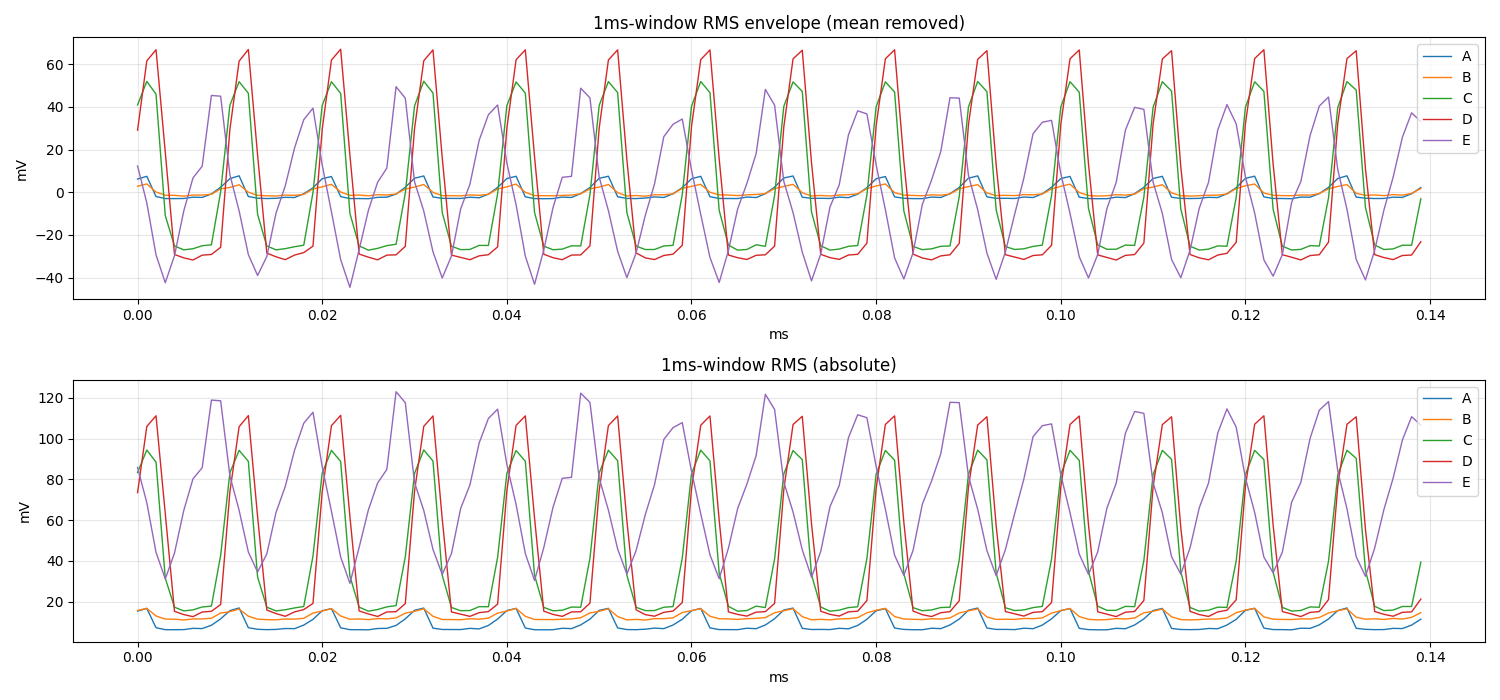 1ms-window RMS envelope (mean removed)
mV
60
40
20
0
−20
−40
A
B
C
D
E
0.00 0.02 0.04 0.06 0.08 0.10 0.12 0.14
ms
1ms-window RMS (absolute)
mV
120
100
80
60
40
20
A
B
C
D
E
0.00 0.02 0.04 0.06 0.08 0.10 0.12 0.14
ms